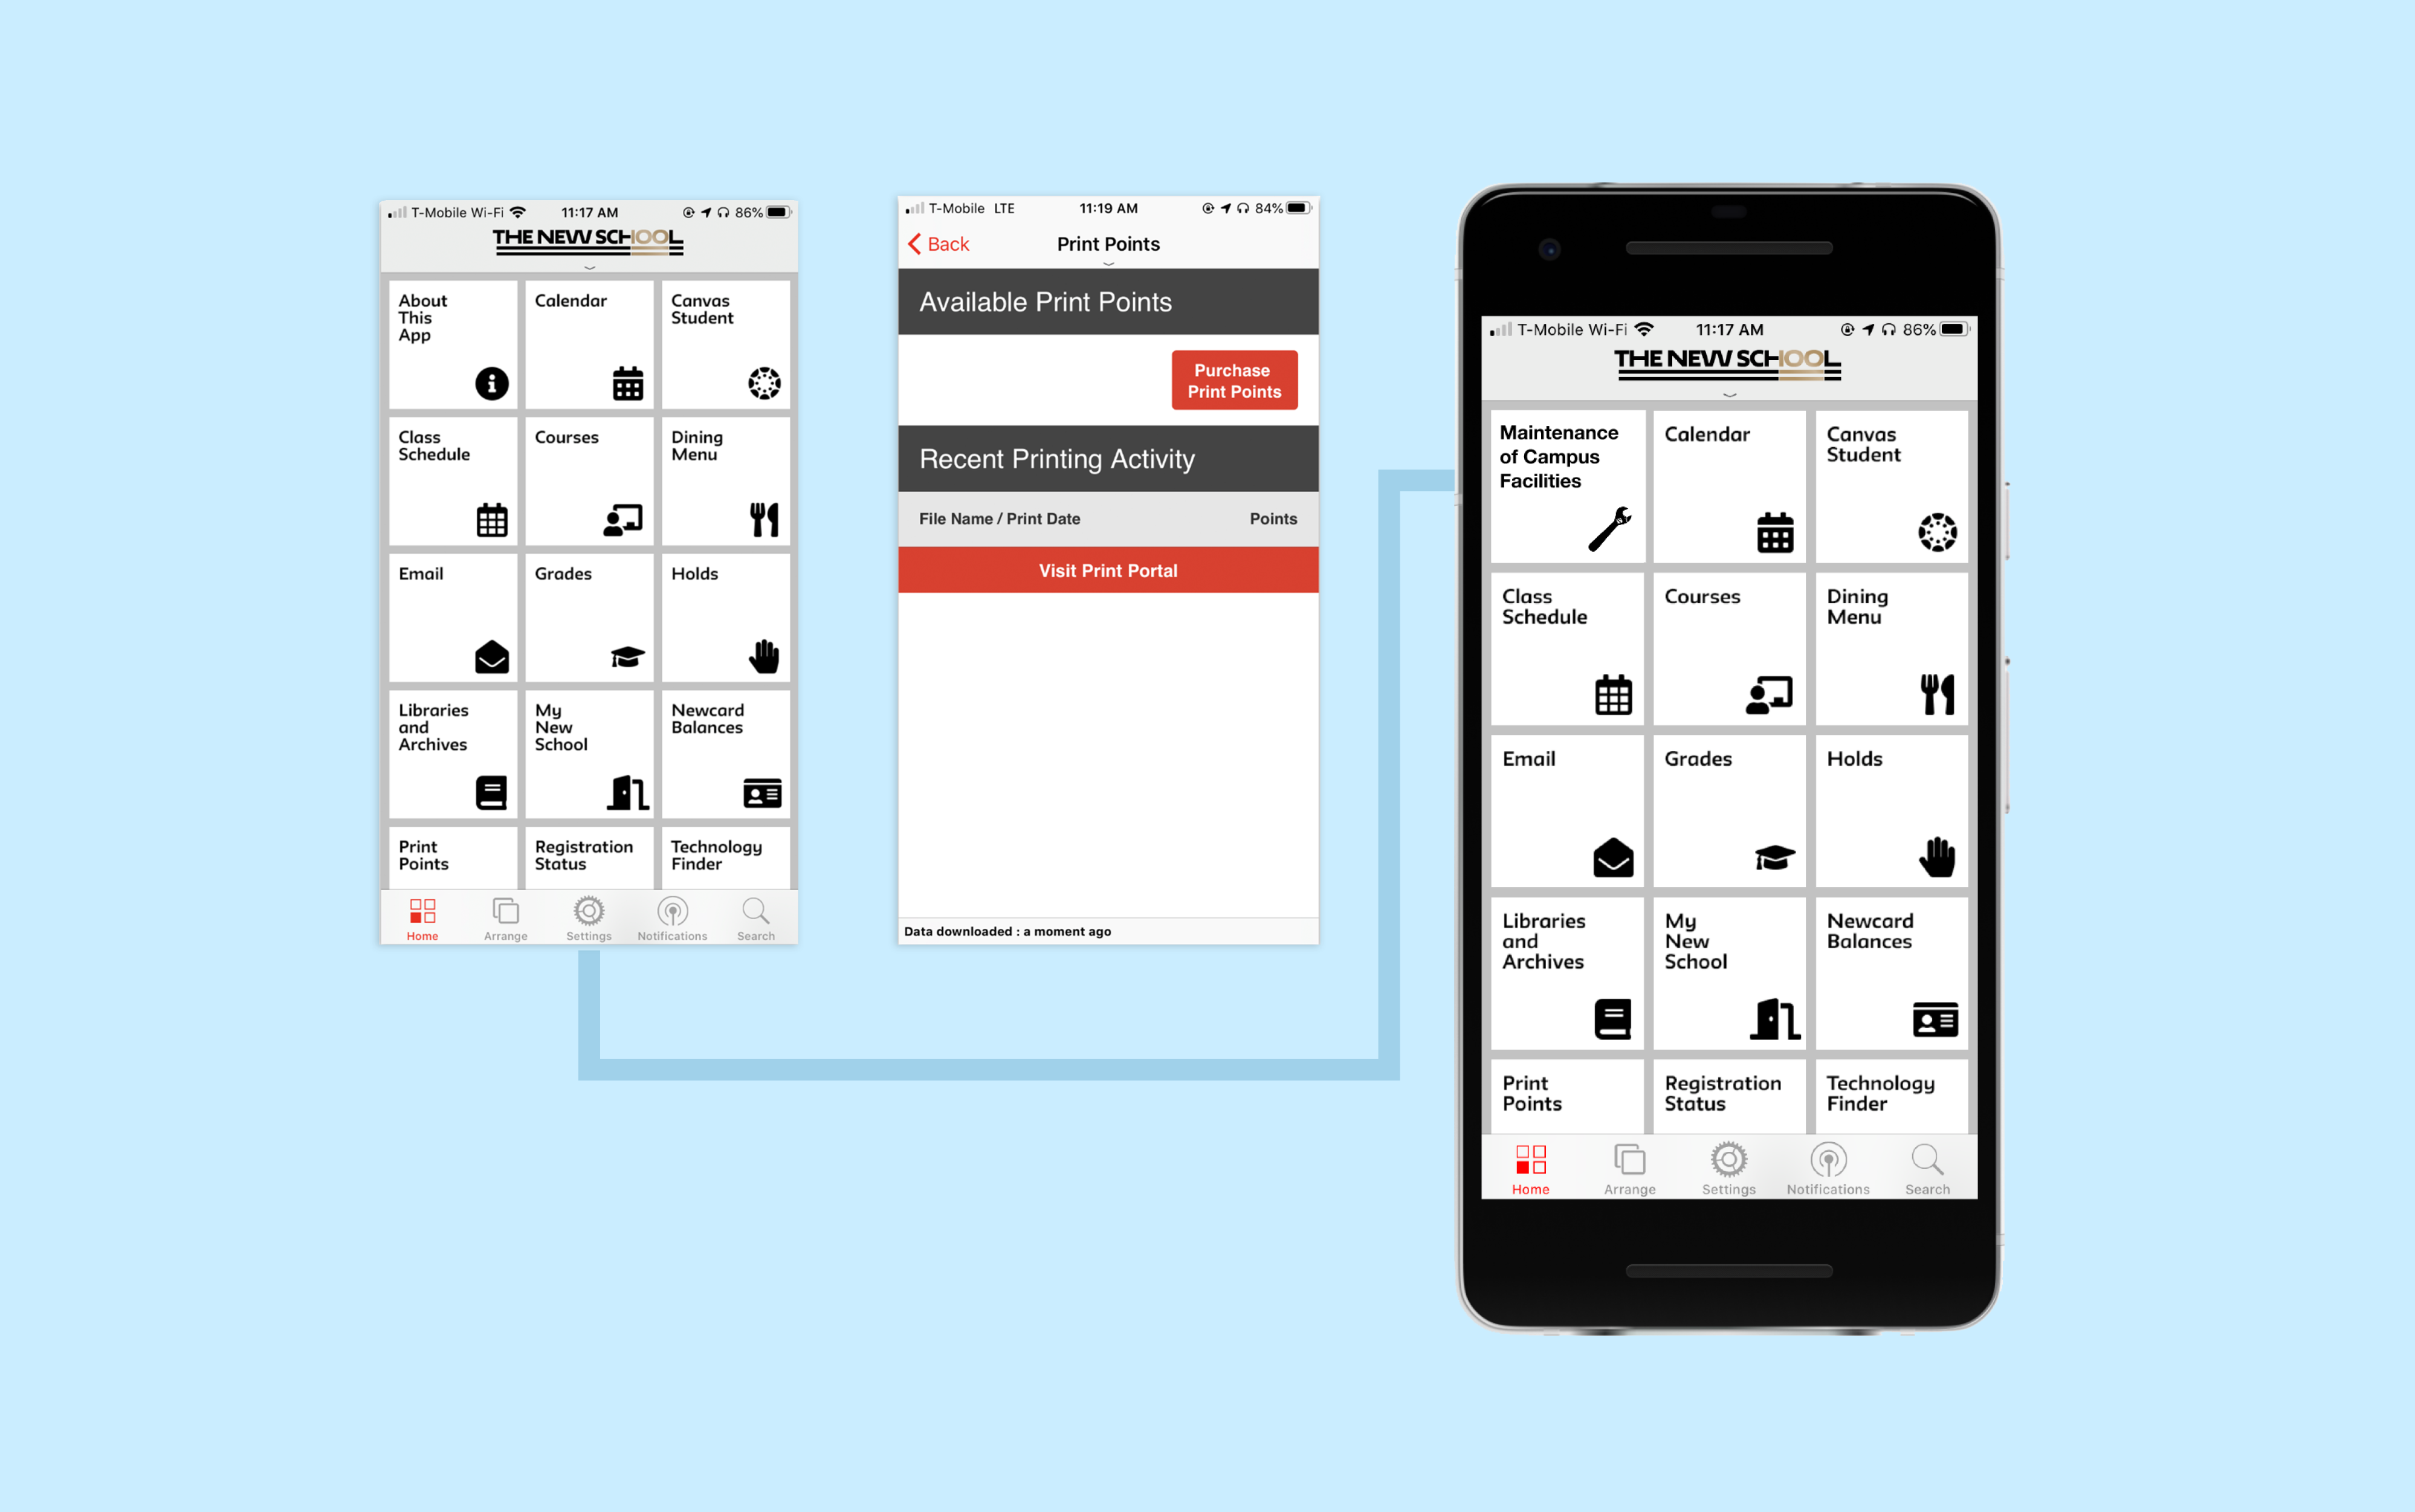 T-Mobile Wi-Fi 11:17 AM 86%
THE NEW SCHOOL
About
This
App
Calendar
Canvas
Student
Class
Schedule
Courses
Dining
Menu
Email
Grades
Holds
Libraries
and
Archives
My
New
School
Newcard
Balances
Print
Points
Registration
Status
Technology
Finder
Home
Arrange
Settings
Notifications
Search
T-Mobile LTE 11:19 AM 84%
Back
Print Points
Available Print Points
Purchase
Print Points
Recent Printing Activity
File Name / Print Date
Points
Visit Print Portal
Data downloaded : a moment ago
T-Mobile Wi-Fi 11:17 AM 86%
THE NEW SCHOOL
Maintenance
of Campus
Facilities
Calendar
Canvas
Student
Class
Schedule
Courses
Dining
Menu
Email
Grades
Holds
Libraries
and
Archives
My
New
School
Newcard
Balances
Print
Points
Registration
Status
Technology
Finder
Home
Arrange
Settings
Notifications
Search